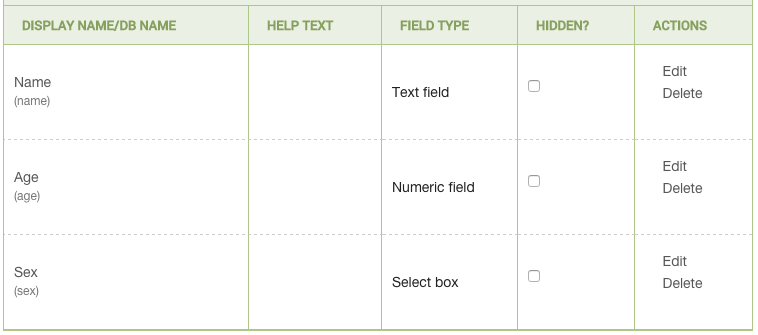 DISPLAY NAME/DB NAME HELP TEXT FIELD TYPE HIDDEN? ACTIONS
Name
(name)
Text field
Edit
Delete
Age
(age)
Numeric field
Edit
Delete
Sex
(sex)
Select box
Edit
Delete